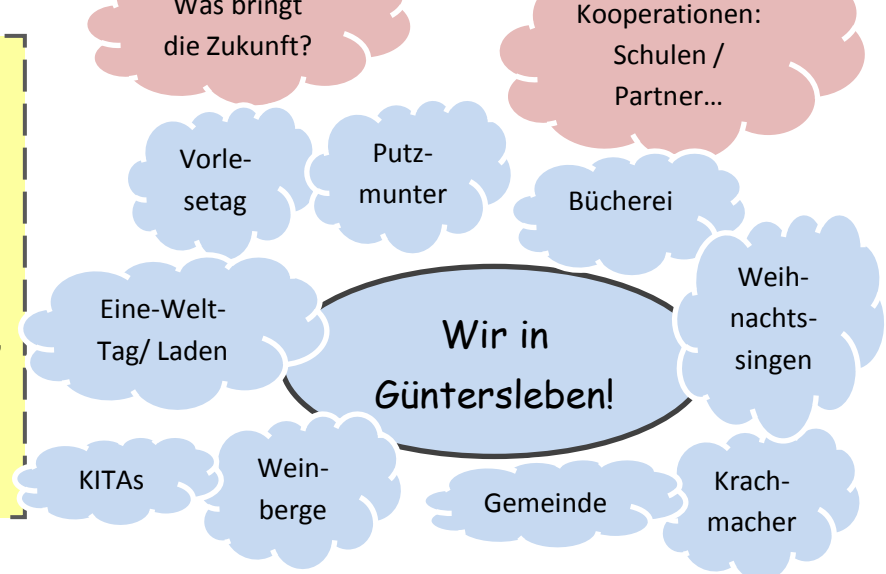 Was bringt
die Zukunft?
Kooperationen:
Schulen /
Partner...
Vorle-
setag
Putz-
munter
Bücherei
Weih-
nachts-
singen
Eine-Welt-
Tag/ Laden
Wir in
Güntersleben!
KITAs
Wein-
berge
Gemeinde
Krach-
macher